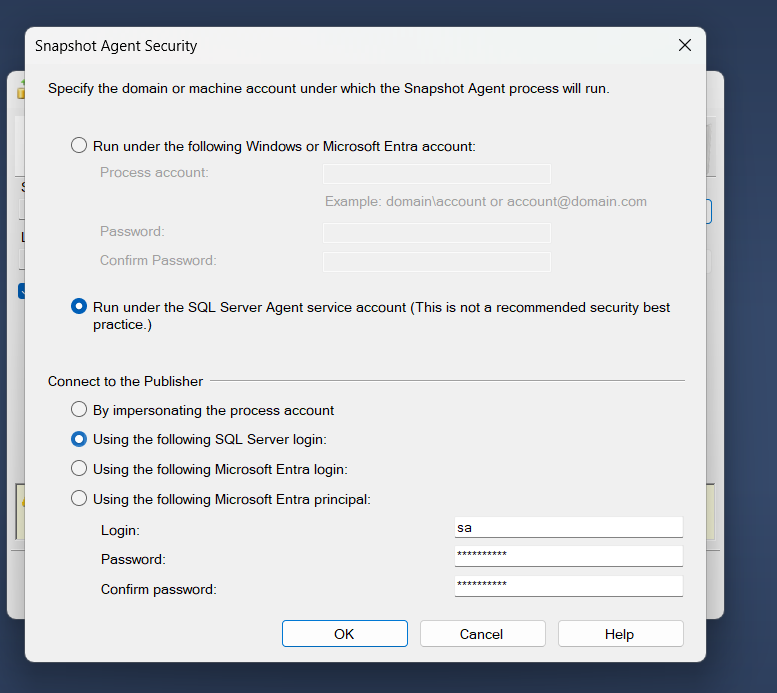 Snapshot Agent Security
Specify the domain or machine account under which the Snapshot Agent process will run.
Run under the following Windows or Microsoft Entra account:
Process account:
Example: domain\account or account@domain.com
Password:
Confirm Password:
Run under the SQL Server Agent service account (This is not a recommended security best
practice.)
Connect to the Publisher
By impersonating the process account
Using the following SQL Server login:
Using the following Microsoft Entra login:
Using the following Microsoft Entra principal:
Login: sa
Password: **********
Confirm password: **********
OK Cancel Help